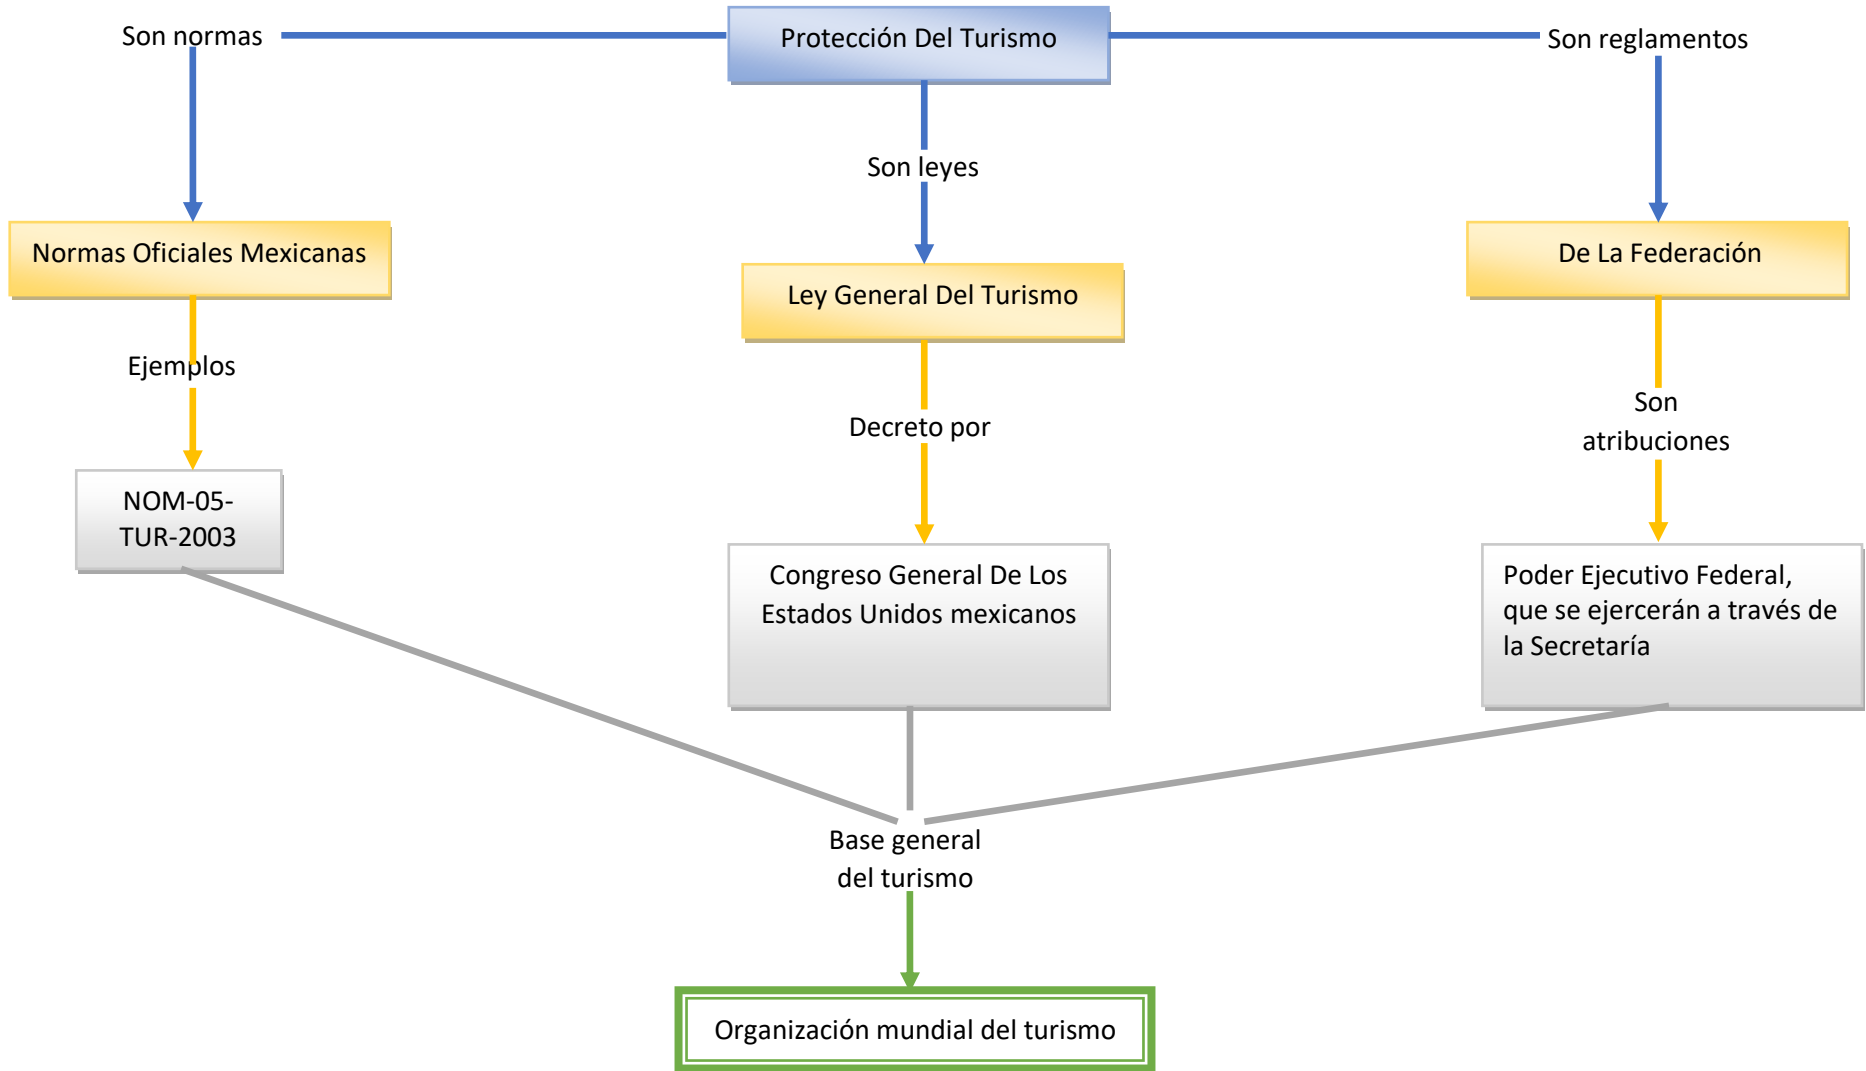 Protección Del Turismo
Son normas
Son reglamentos
Son leyes
Normas Oficiales Mexicanas
Ley General Del Turismo
De La Federación
Ejemplos
Decreto por
Son
atribuciones
NOM-05-
TUR-2003
Congreso General De Los
Estados Unidos mexicanos
Poder Ejecutivo Federal,
que se ejercerán a través de
la Secretaría
Base general
del turismo
Organización mundial del turismo